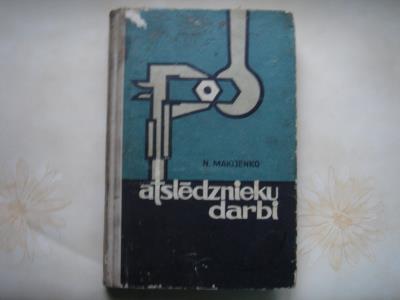 N. MAKIJENKO
atslēdznieku
darbi